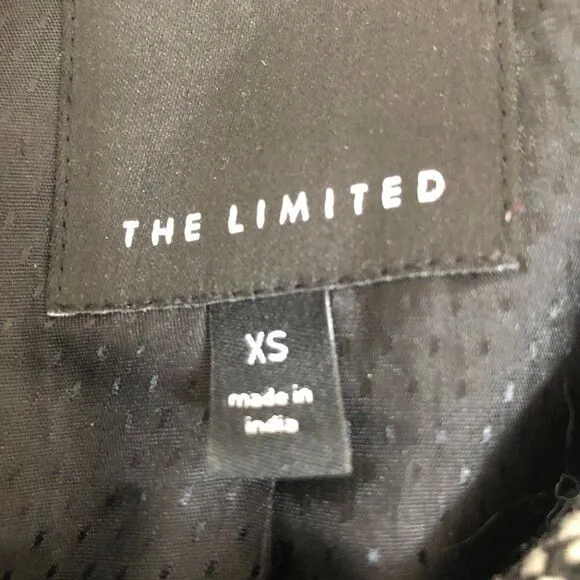 THE LIMITED
XS
made in
india